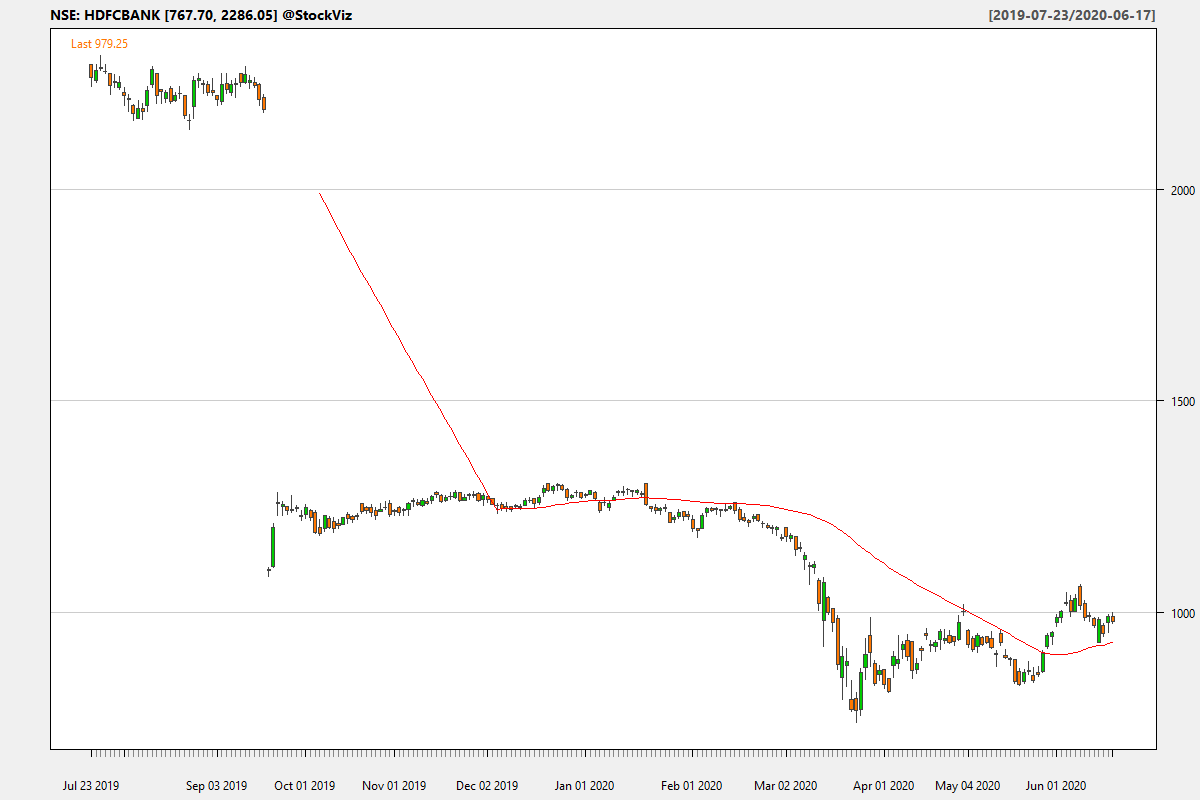 NSE: HDFCBANK [767.70, 2286.05] @StockViz
[2019-07-23/2020-06-17]
Last 979.25
2000
1500
1000
Jul 23 2019 Sep 03 2019 Oct 01 2019 Nov 01 2019 Dec 02 2019 Jan 01 2020 Feb 01 2020 Mar 02 2020 Apr 01 2020 May 04 2020 Jun 01 2020